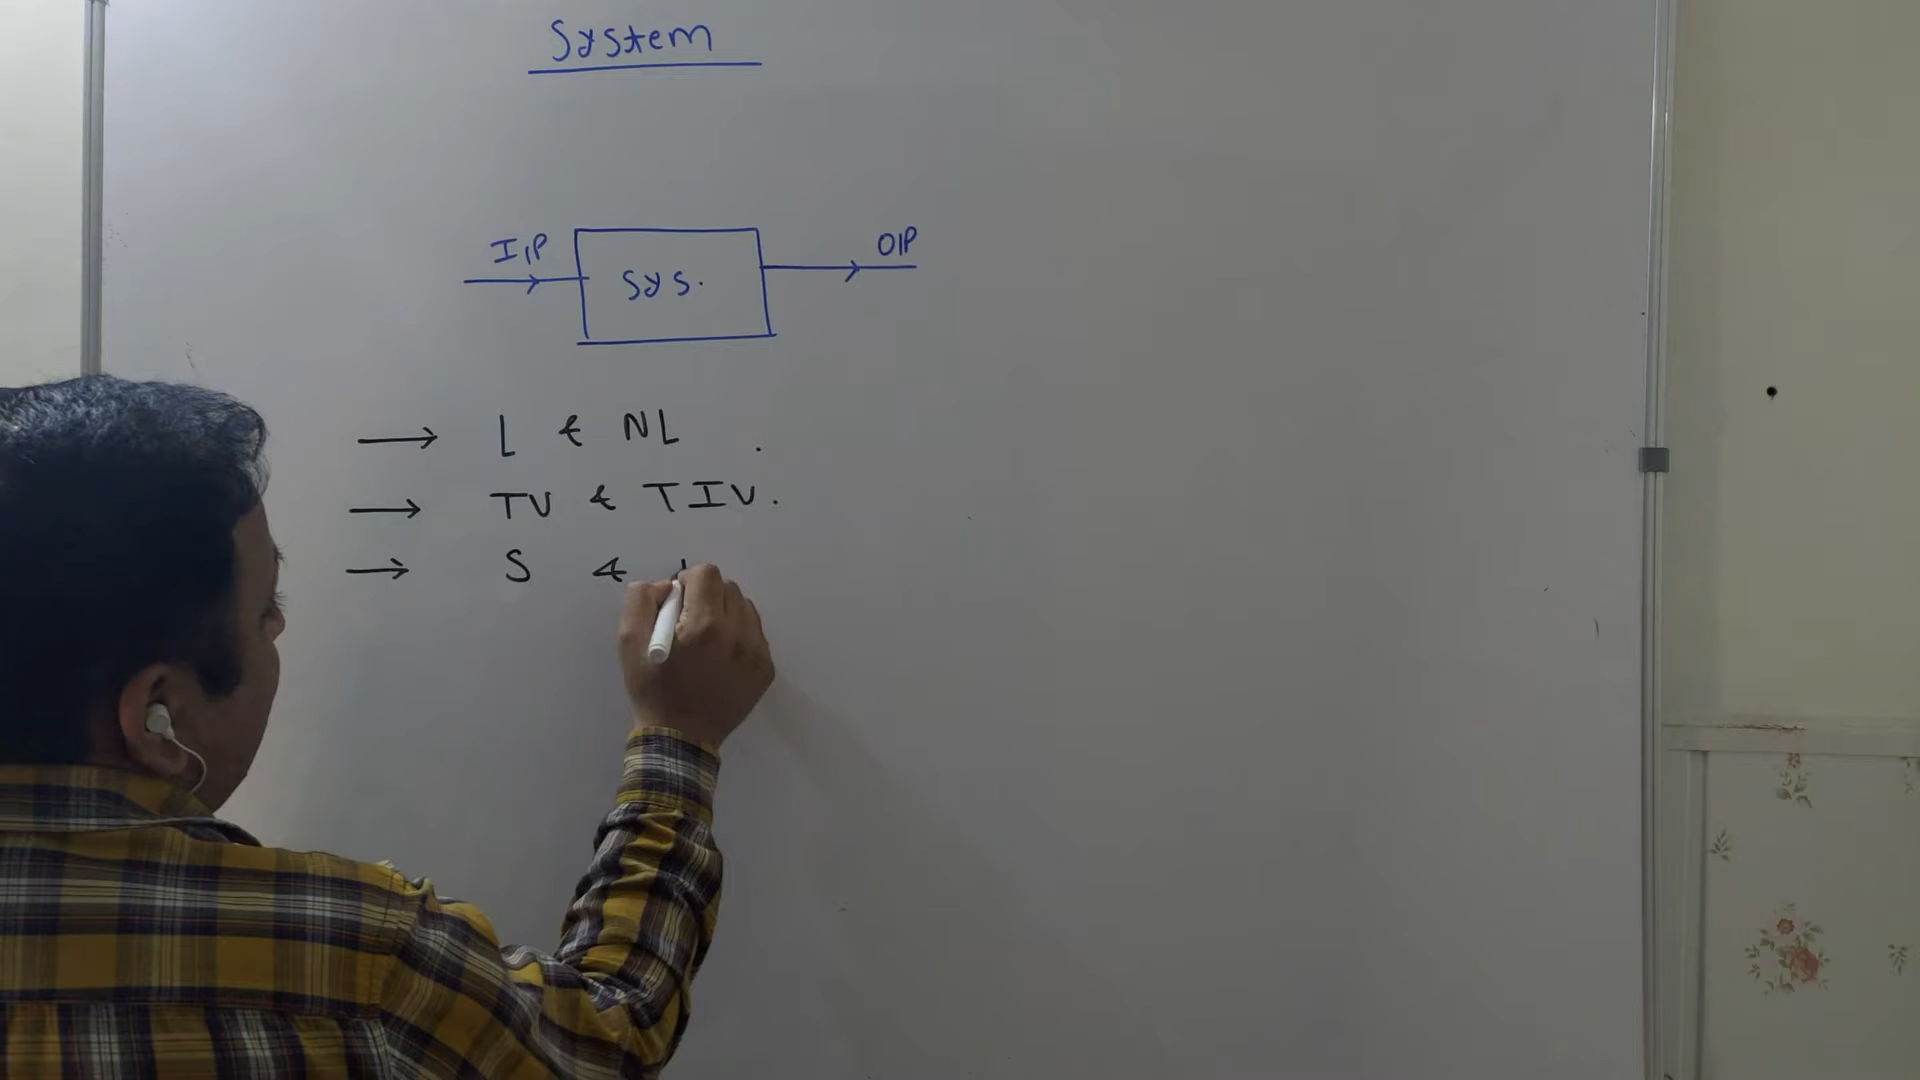 System
I/P
O/P
Sys.
→ L & NL
→ TV & TIV.
→ S &